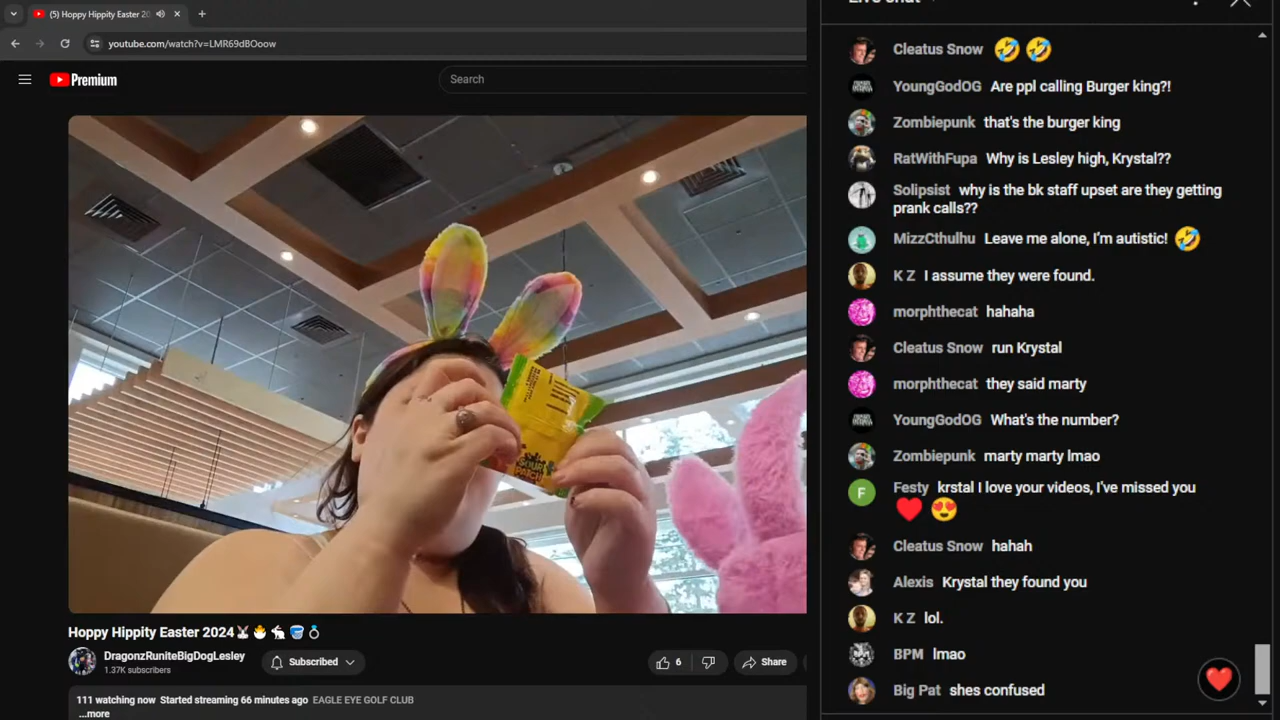 (5) Hoppy Hippity Easter 20
youtube.com/watch?v=LMR69dBOoow
Premium
Search
SOUR
PATCH
Hoppy Hippity Easter 2024🐰🐣🐇🪣💍
DragonzRuniteBigDogLesley
1.37K subscribers
Subscribed
6
Share
111 watching now Started streaming 66 minutes ago EAGLE EYE GOLF CLUB
...more
Live chat
Cleatus Snow 🤣🤣
YoungGodOG Are ppl calling Burger king?!
Zombiepunk that's the burger king
RatWithFupa Why is Lesley high, Krystal??
Solipsist why is the bk staff upset are they getting
prank calls??
MizzCthulhu Leave me alone, I'm autistic! 🤣
K Z I assume they were found.
morphthecat hahaha
Cleatus Snow run Krystal
morphthecat they said marty
YoungGodOG What's the number?
Zombiepunk marty marty lmao
F Festy krstal I love your videos, I've missed you
❤️😍
Cleatus Snow hahah
Alexis Krystal they found you
K Z lol.
BPM lmao
Big Pat shes confused